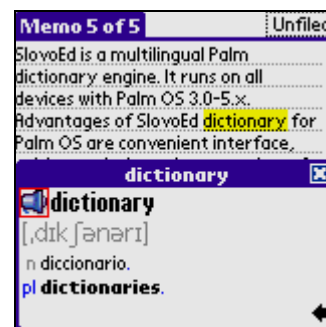 Memo 5 of 5 Unfiled
SlovoEd is a multilingual Palm
dictionary engine. It runs on all
devices with Palm OS 3.0-5.x.
Advantages of SlovoEd dictionary for
Palm OS are convenient interface,
dictionary
dictionary
[ˌdɪkʃənərɪ]
n diccionario.
pl dictionaries.